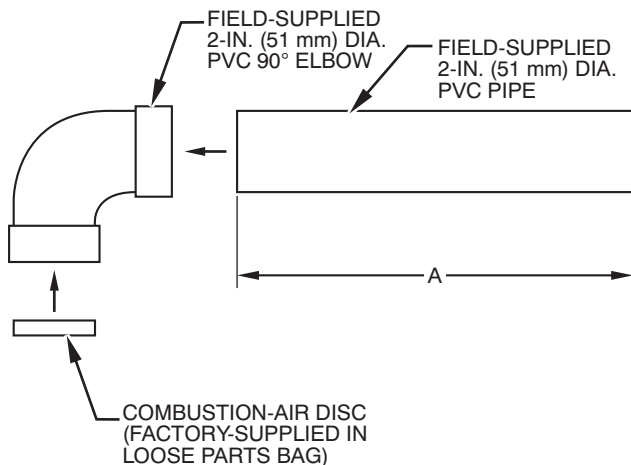 FIELD-SUPPLIED
2-IN. (51 mm) DIA.
PVC 90° ELBOW
FIELD-SUPPLIED
2-IN. (51 mm) DIA.
PVC PIPE
A
COMBUSTION-AIR DISC
(FACTORY-SUPPLIED IN
LOOSE PARTS BAG)